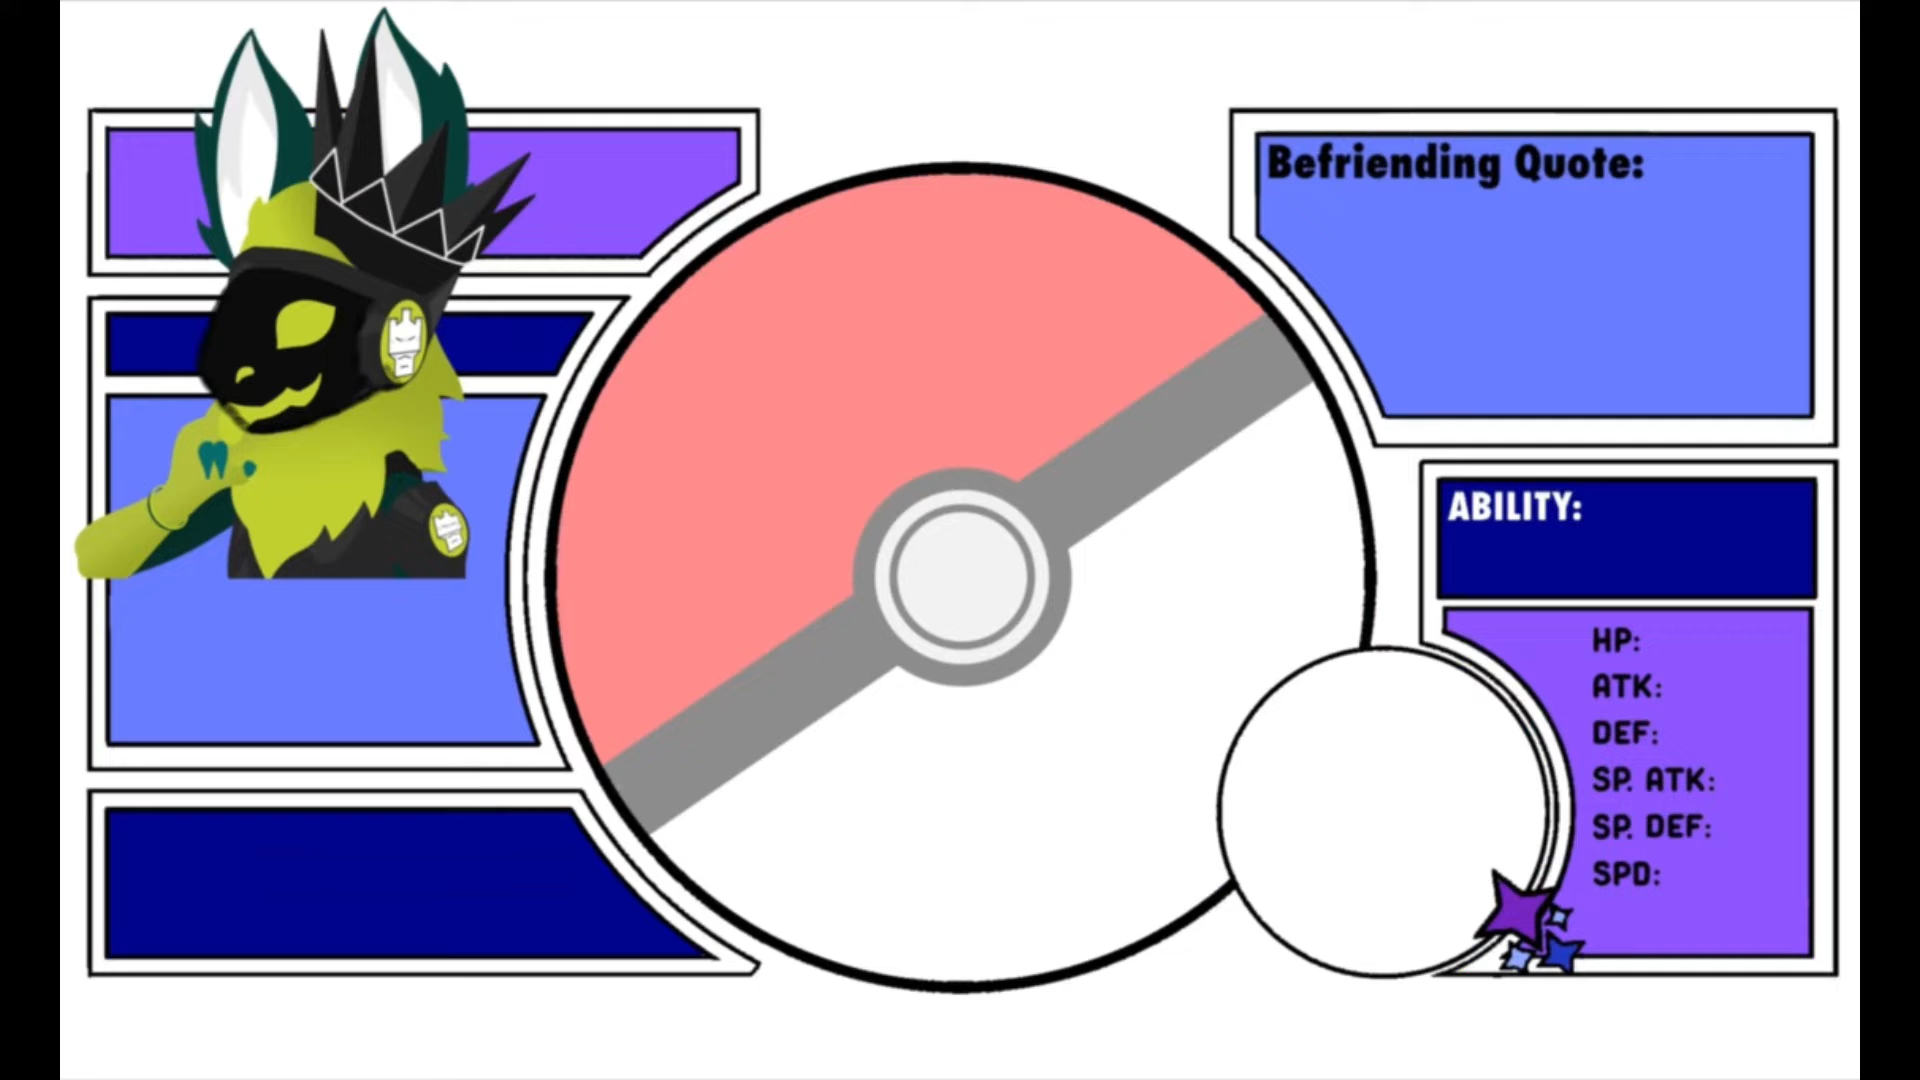 Befriending Quote:
ABILITY:
HP:
ATK:
DEF:
SP. ATK:
SP. DEF:
SPD: